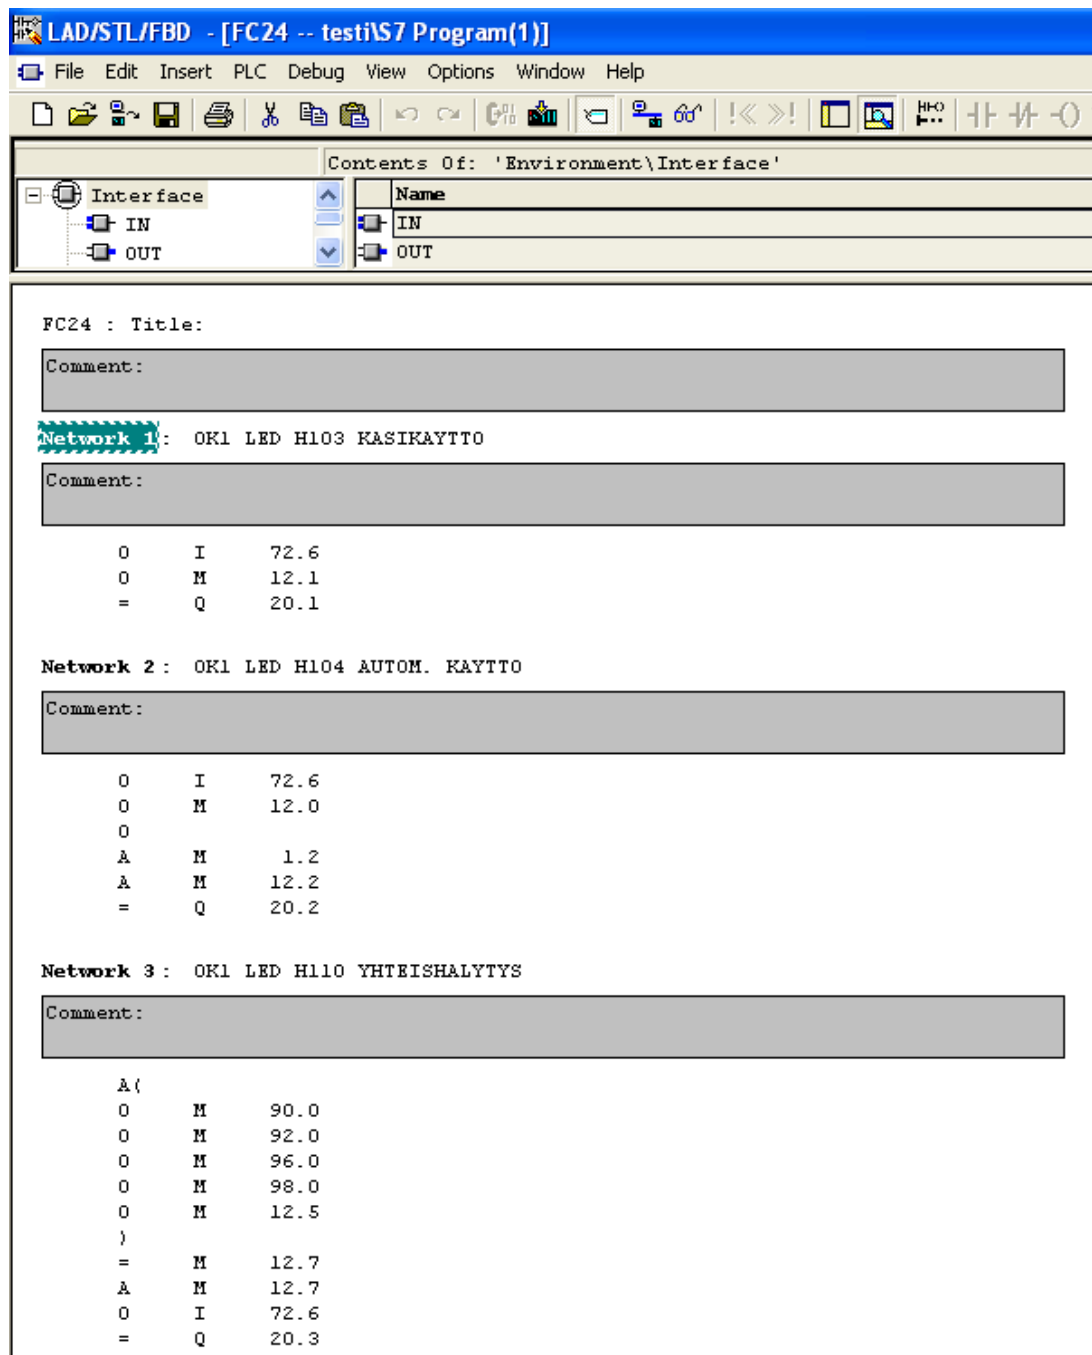 LAD/STL/FBD - [FC24 -- testi\S7 Program(1)]
File Edit Insert PLC Debug View Options Window Help
Contents Of: 'Environment\Interface'
Interface Name
IN IN
OUT OUT
FC24 : Title:
Comment:
Network 1: OK1 LED H103 KASIKAYTTO
Comment:
O I 72.6
O M 12.1
= Q 20.1
Network 2: OK1 LED H104 AUTOM. KAYTTO
Comment:
O I 72.6
O M 12.0
O
A M 1.2
A M 12.2
= Q 20.2
Network 3: OK1 LED H110 YHTEISHALYTYS
Comment:
A(
O M 90.0
O M 92.0
O M 96.0
O M 98.0
O M 12.5
)
= M 12.7
A M 12.7
O I 72.6
= Q 20.3